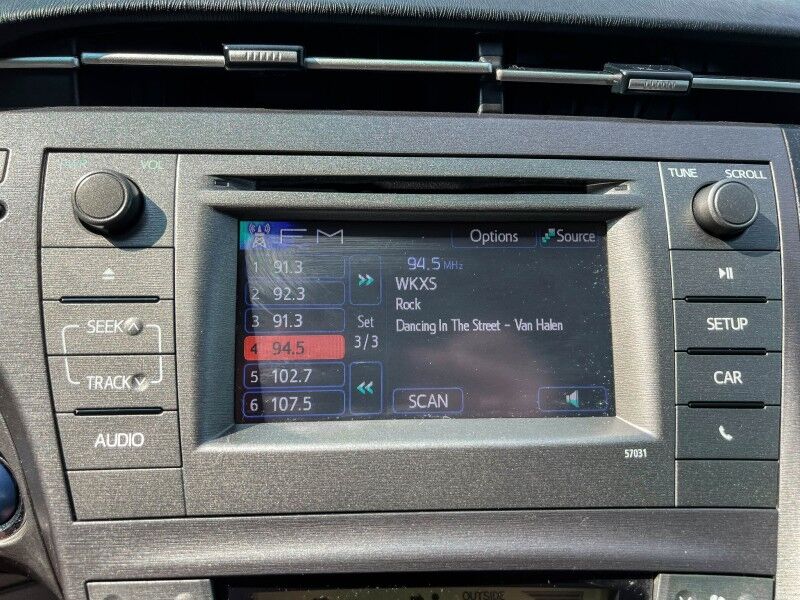 VOL
TUNE SCROLL
FM Options Source
1 91.3
2 92.3
3 91.3
4 94.5
5 102.7
6 107.5
Set
3/3
94.5 MHz
WKXS
Rock
Dancing In The Street - Van Halen
SCAN
SEEK
TRACK
AUDIO
SETUP
CAR
57031
OUTSIDE